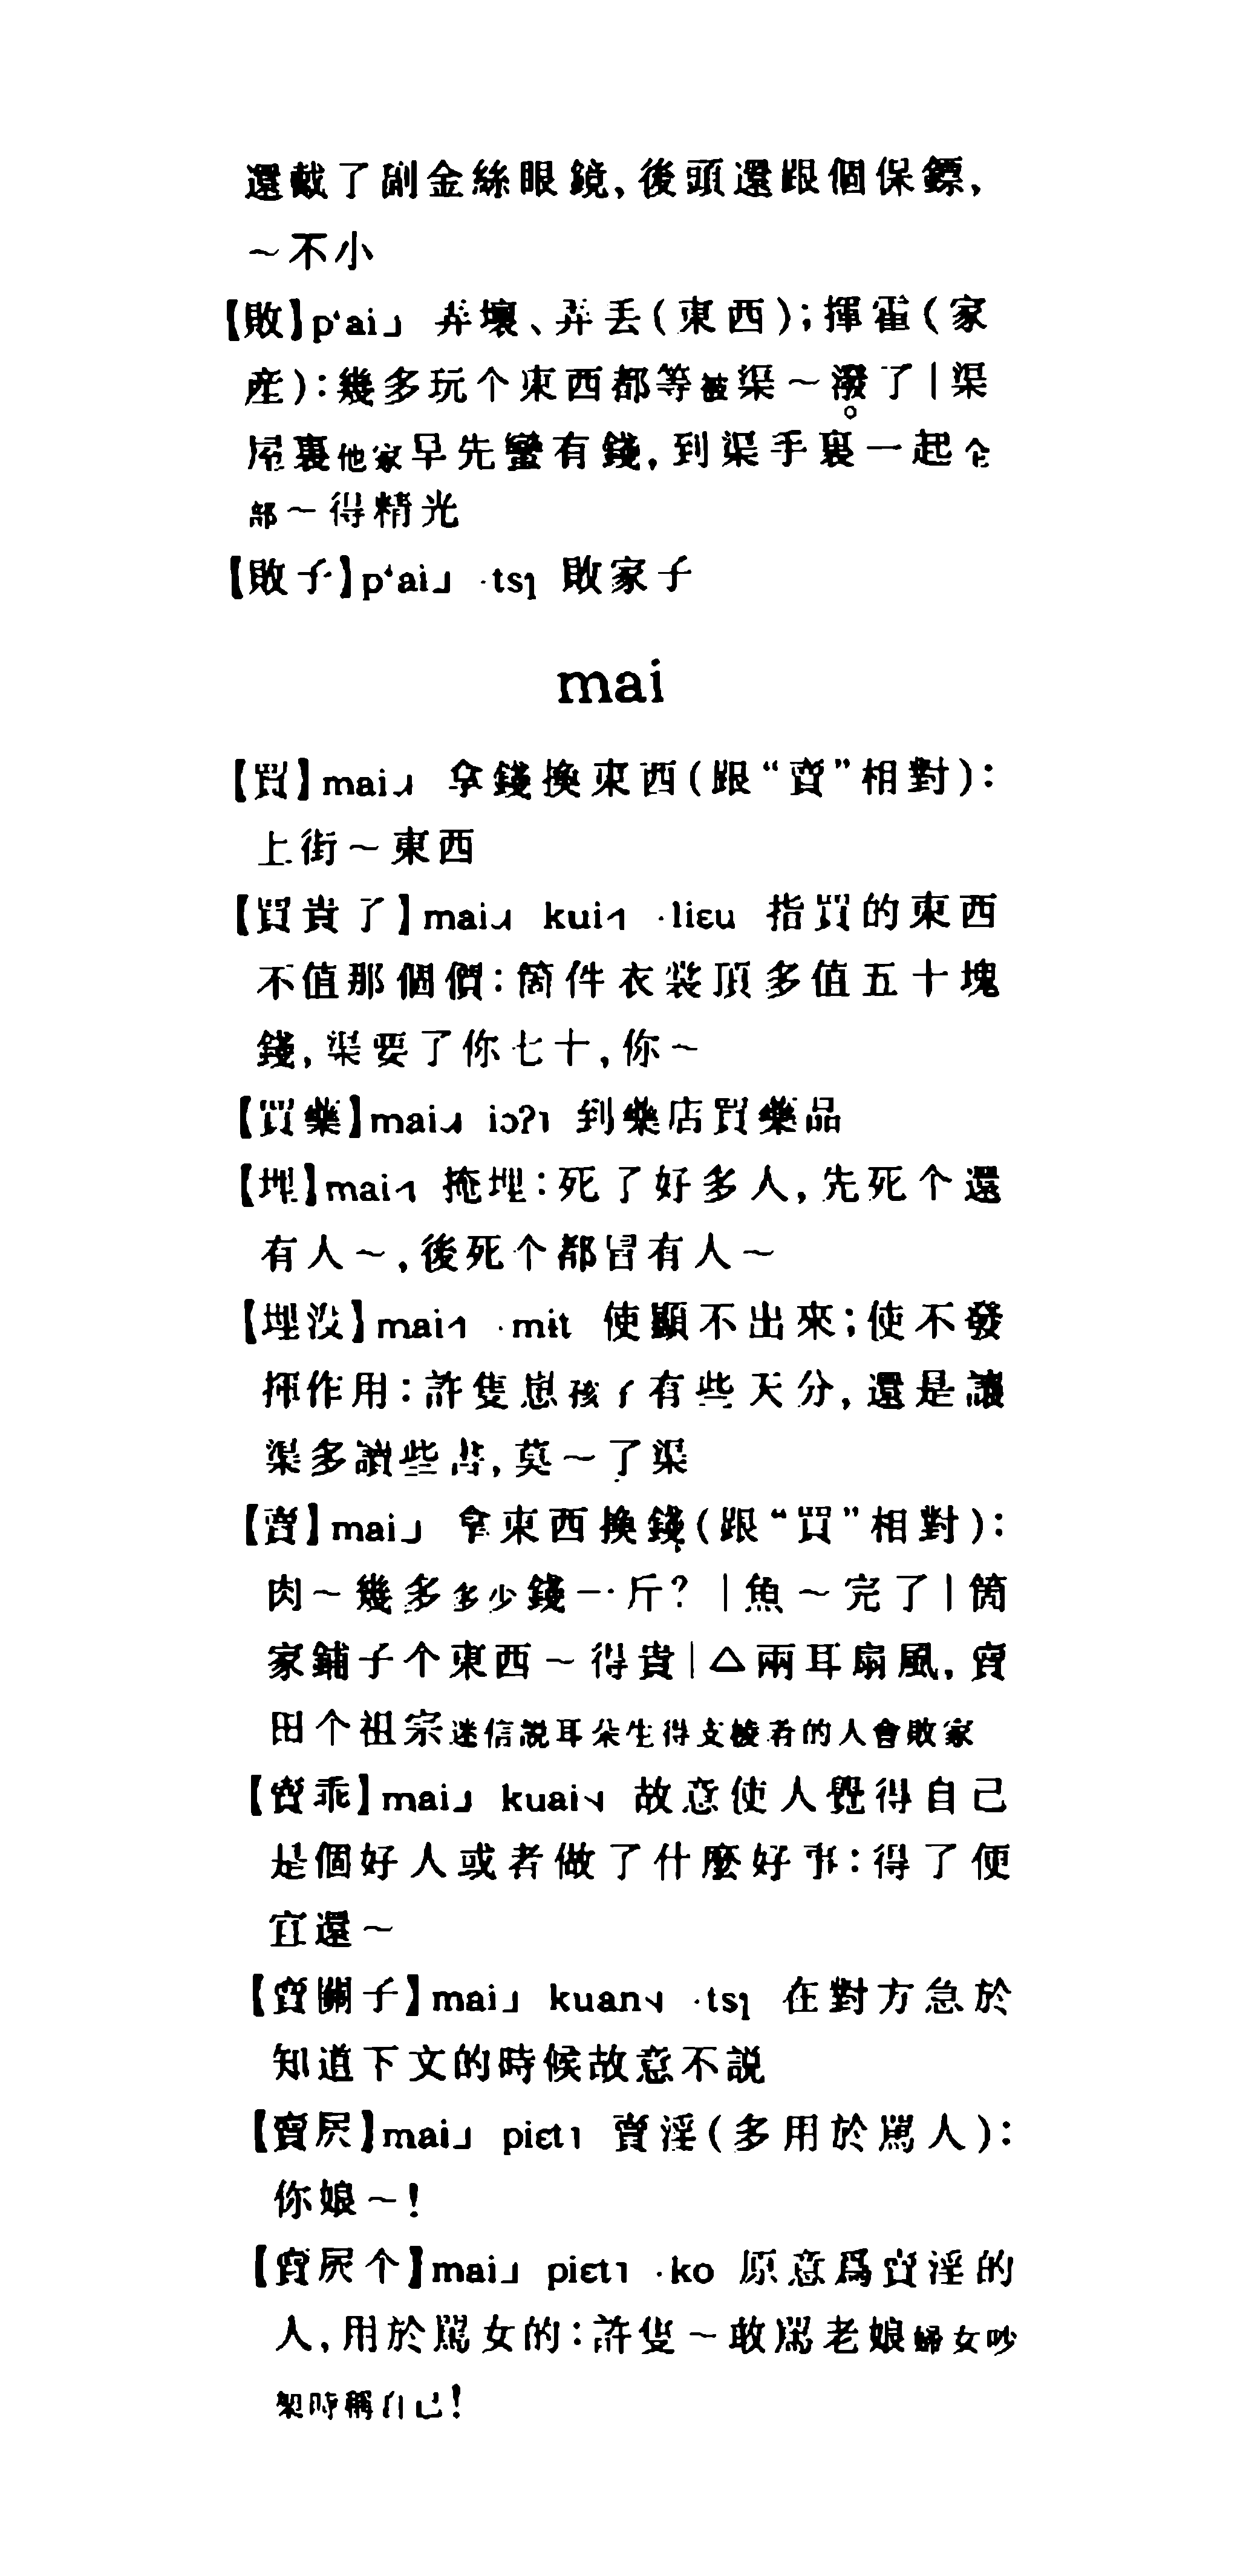 還戴了副金絲眼鏡,後頭還跟個保鏢,
～不小
【敗】pʻai˩ 弄壞、弄丢(東西);揮霍(家
産):幾多玩个東西都等被渠～潑了|渠
屋裏他家早先蠻有錢,到渠手裏一起全
部～得精光
【敗子】pʻai˩ ·tsɿ 敗家子
mai
【買】mai˩˧ 拿錢換東西(跟“賣”相對):
上街～東西
【買貴了】mai˩˧ kui˧˥ ·liɛu 指買的東西
不值那個價:箇件衣裳頂多值五十塊
錢,渠要了你七十,你～
【買藥】mai˩˧ iɔʔ˥ 到藥店買藥品
【埋】mai˧˥ 掩埋:死了好多人,先死个還
有人～,後死个都冒有人～
【埋没】mai˧˥ ·mɨt 使顯不出來;使不發
揮作用:許隻崽孩子有些天分,還是讓
渠多讀些書,莫～了渠
【賣】mai˩ 拿東西換錢(跟“買”相對):
肉～幾多多少錢一斤?|魚～完了|箇
家鋪子个東西～得貴|△兩耳扇風,賣
田个祖宗迷信説耳朵生得支棱着的人會敗家
【賣乖】mai˩ kuai˦˨ 故意使人覺得自己
是個好人或者做了什麼好事:得了便
宜還～
【賣關子】mai˩ kuan˦˨ ·tsɿ 在對方急於
知道下文的時候故意不説
【賣屄】mai˩ piɛt˥ 賣淫(多用於駡人):
你娘～!
【賣屄个】mai˩ piɛt˥ ·ko 原意爲賣淫的
人,用於駡女的:許隻～敢駡老娘婦女吵
架時稱自己!